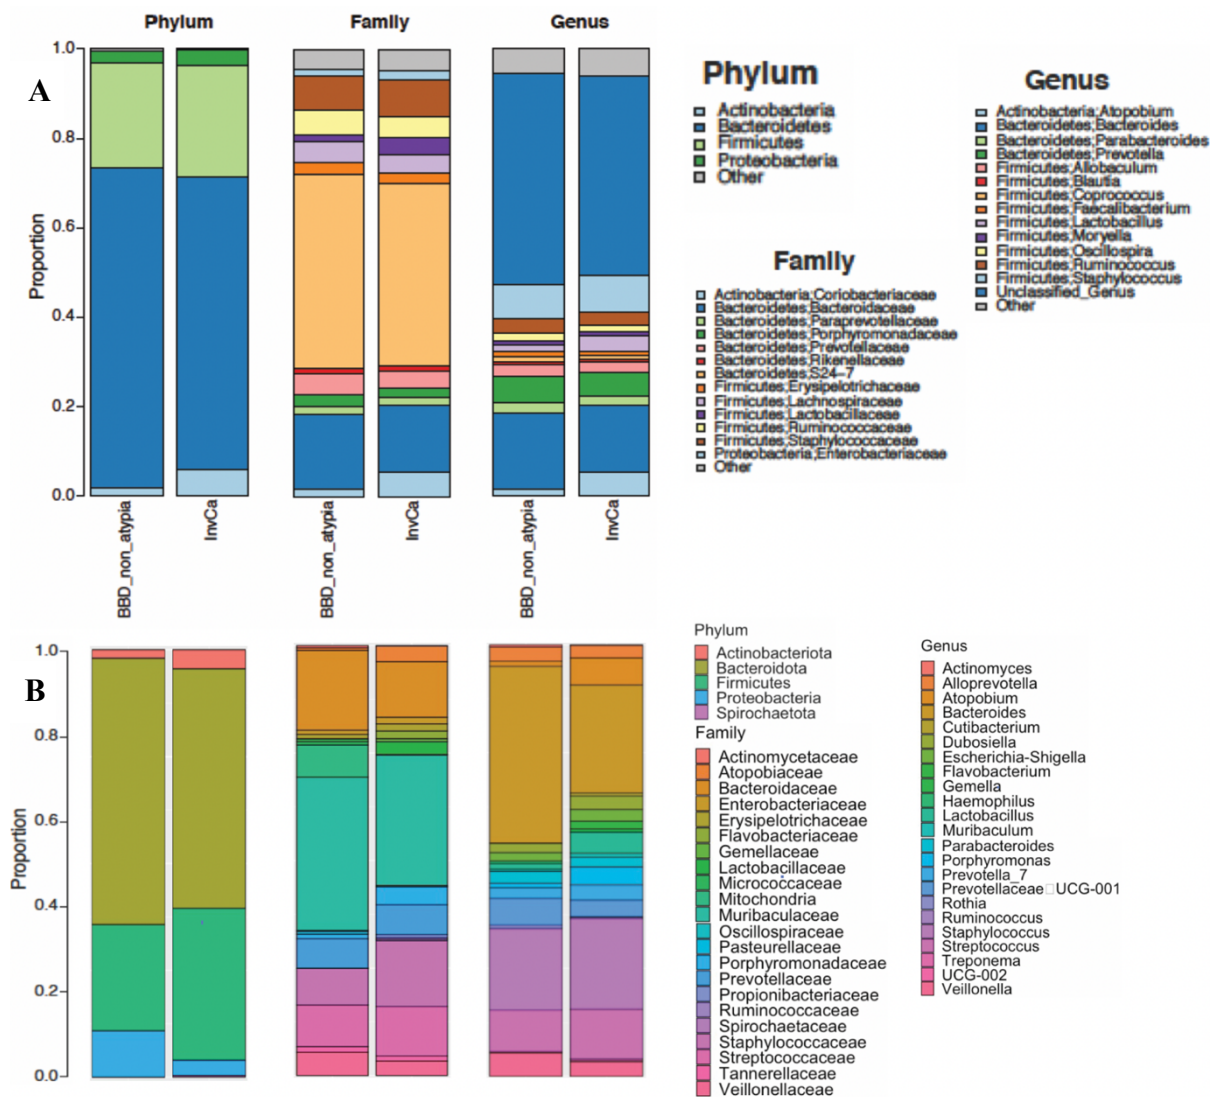 Phylum Family Genus
A
1.0
0.8
0.6
0.4
0.2
0.0
Proportion
BBD_non_atypia
InvCa
BBD_non_atypia
InvCa
BBD_non_atypia
InvCa
Phylum
Actinobacteria
Bacteroidetes
Firmicutes
Proteobacteria
Other
Family
Actinobacteria;Coriobacteriaceae
Bacteroidetes;Bacteroidaceae
Bacteroidetes;Paraprevotellaceae
Bacteroidetes;Porphyromonadaceae
Bacteroidetes;Prevotellaceae
Bacteroidetes;Rikenellaceae
Bacteroidetes;S24-7
Firmicutes;Erysipelotrichaceae
Firmicutes;Lachnospiraceae
Firmicutes;Lactobacillaceae
Firmicutes;Ruminococcaceae
Firmicutes;Staphylococcaceae
Proteobacteria;Enterobacteriaceae
Other
Genus
Actinobacteria;Atopobium
Bacteroidetes;Bacteroides
Bacteroidetes;Parabacteroides
Bacteroidetes;Prevotella
Firmicutes;Allobaculum
Firmicutes;Blautia
Firmicutes;Coprococcus
Firmicutes;Faecalibacterium
Firmicutes;Lactobacillus
Firmicutes;Moryella
Firmicutes;Oscillospira
Firmicutes;Ruminococcus
Firmicutes;Staphylococcus
Unclassified_Genus
Other
B
1.0
0.8
0.6
0.4
0.2
0.0
Proportion
Phylum
Actinobacteriota
Bacteroidota
Firmicutes
Proteobacteria
Spirochaetota
Family
Actinomycetaceae
Atopobiaceae
Bacteroidaceae
Enterobacteriaceae
Erysipelotrichaceae
Flavobacteriaceae
Gemellaceae
Lactobacillaceae
Micrococcaceae
Mitochondria
Muribaculaceae
Oscillospiraceae
Pasteurellaceae
Porphyromonadaceae
Prevotellaceae
Propionibacteriaceae
Ruminococcaceae
Spirochaetaceae
Staphylococcaceae
Streptococcaceae
Tannerellaceae
Veillonellaceae
Genus
Actinomyces
Alloprevotella
Atopobium
Bacteroides
Cutibacterium
Dubosiella
Escherichia-Shigella
Flavobacterium
Gemella
Haemophilus
Lactobacillus
Muribaculum
Parabacteroides
Porphyromonas
Prevotella_7
Prevotellaceae□UCG-001
Rothia
Ruminococcus
Staphylococcus
Streptococcus
Treponema
UCG-002
Veillonella